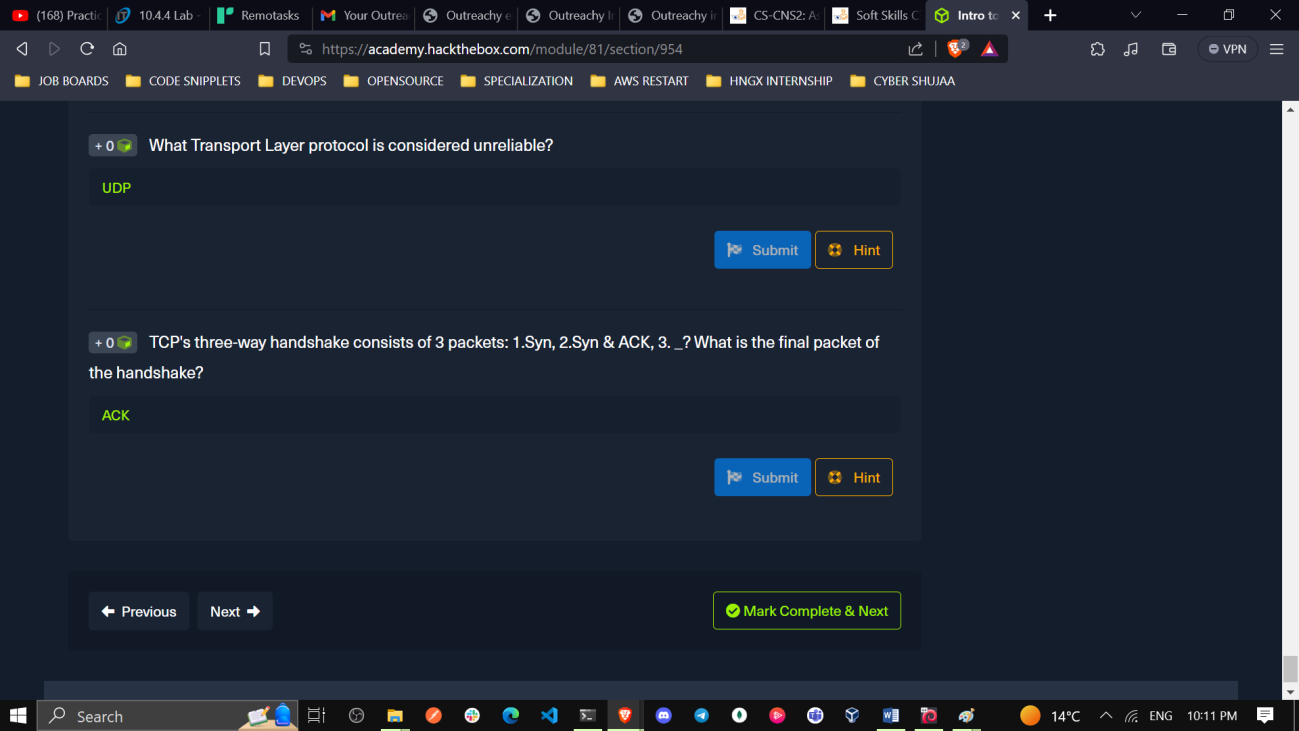 (168) Practic
10.4.4 Lab -
Remotasks
Your Outrea
Outreachy e
Outreachy I
Outreachy i
CS-CNS2: A
Soft Skills C
Intro to
https://academy.hackthebox.com/module/81/section/954
2
VPN
JOB BOARDS
CODE SNIPPLETS
DEVOPS
OPENSOURCE
SPECIALIZATION
AWS RESTART
HNGX INTERNSHIP
CYBER SHUJAA
+ 0 What Transport Layer protocol is considered unreliable?
UDP
Submit
Hint
+ 0 TCP's three-way handshake consists of 3 packets: 1.Syn, 2.Syn & ACK, 3. _? What is the final packet of
the handshake?
ACK
Submit
Hint
Previous
Next
Mark Complete & Next
Search
14°C
ENG
10:11 PM